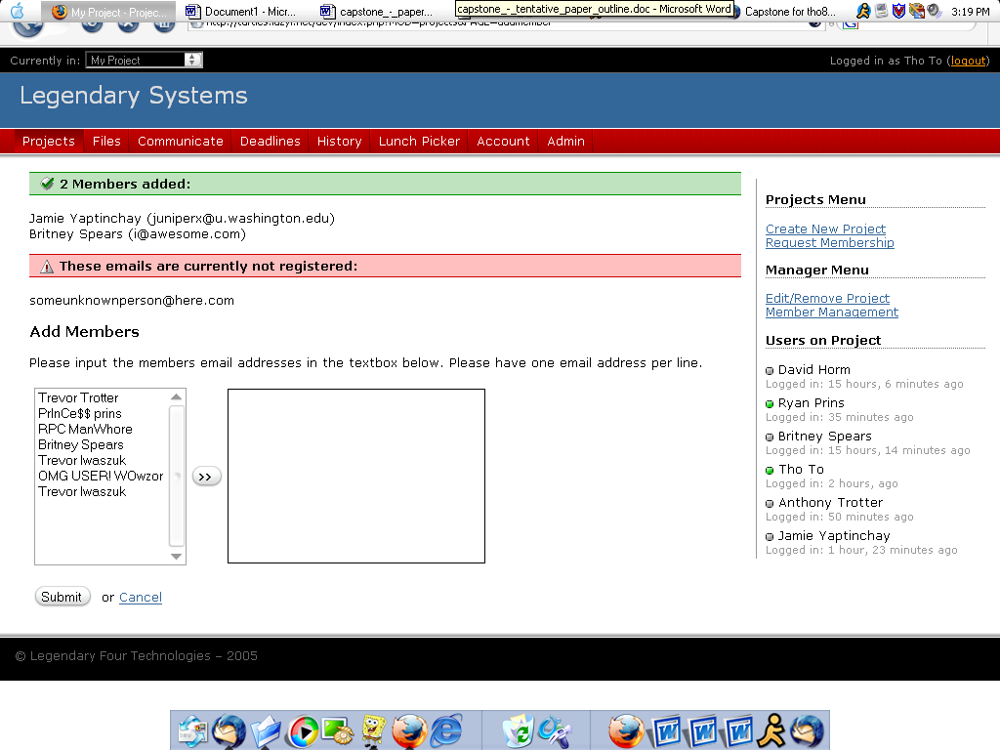 My Project - Projec...
Document1 - Micr...
capstone_-_paper...
capstone_-_tentative_paper_outline.doc - Microsoft Word
Capstone for tho8...
3:19 PM
Currently in: My Project
Logged in as Tho To (logout)
Legendary Systems
Projects Files Communicate Deadlines History Lunch Picker Account Admin
2 Members added:
Jamie Yaptinchay (juniperx@u.washington.edu)
Britney Spears (i@awesome.com)
These emails are currently not registered:
someunknownperson@here.com
Add Members
Please input the members email addresses in the textbox below. Please have one email address per line.
Trevor Trotter
PrInCe$$ prins
RPC ManWhore
Britney Spears
Trevor Iwaszuk
OMG USER! WOwzor
Trevor Iwaszuk
>>
Submit or Cancel
Projects Menu
Create New Project
Request Membership
Manager Menu
Edit/Remove Project
Member Management
Users on Project
David Horm
Logged in: 15 hours, 6 minutes ago
Ryan Prins
Logged in: 35 minutes ago
Britney Spears
Logged in: 15 hours, 14 minutes ago
Tho To
Logged in: 2 hours, ago
Anthony Trotter
Logged in: 50 minutes ago
Jamie Yaptinchay
Logged in: 1 hour, 23 minutes ago
© Legendary Four Technologies – 2005